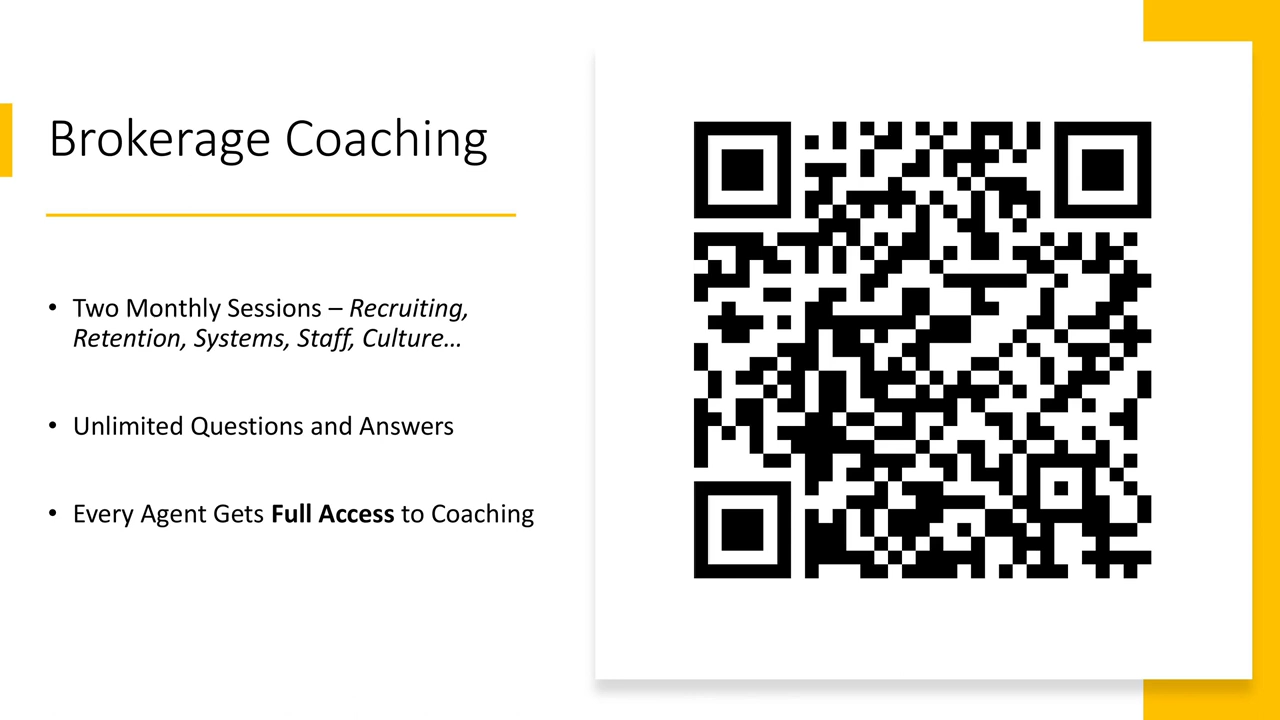 Brokerage Coaching
• Two Monthly Sessions – Recruiting,
Retention, Systems, Staff, Culture…
• Unlimited Questions and Answers
• Every Agent Gets Full Access to Coaching